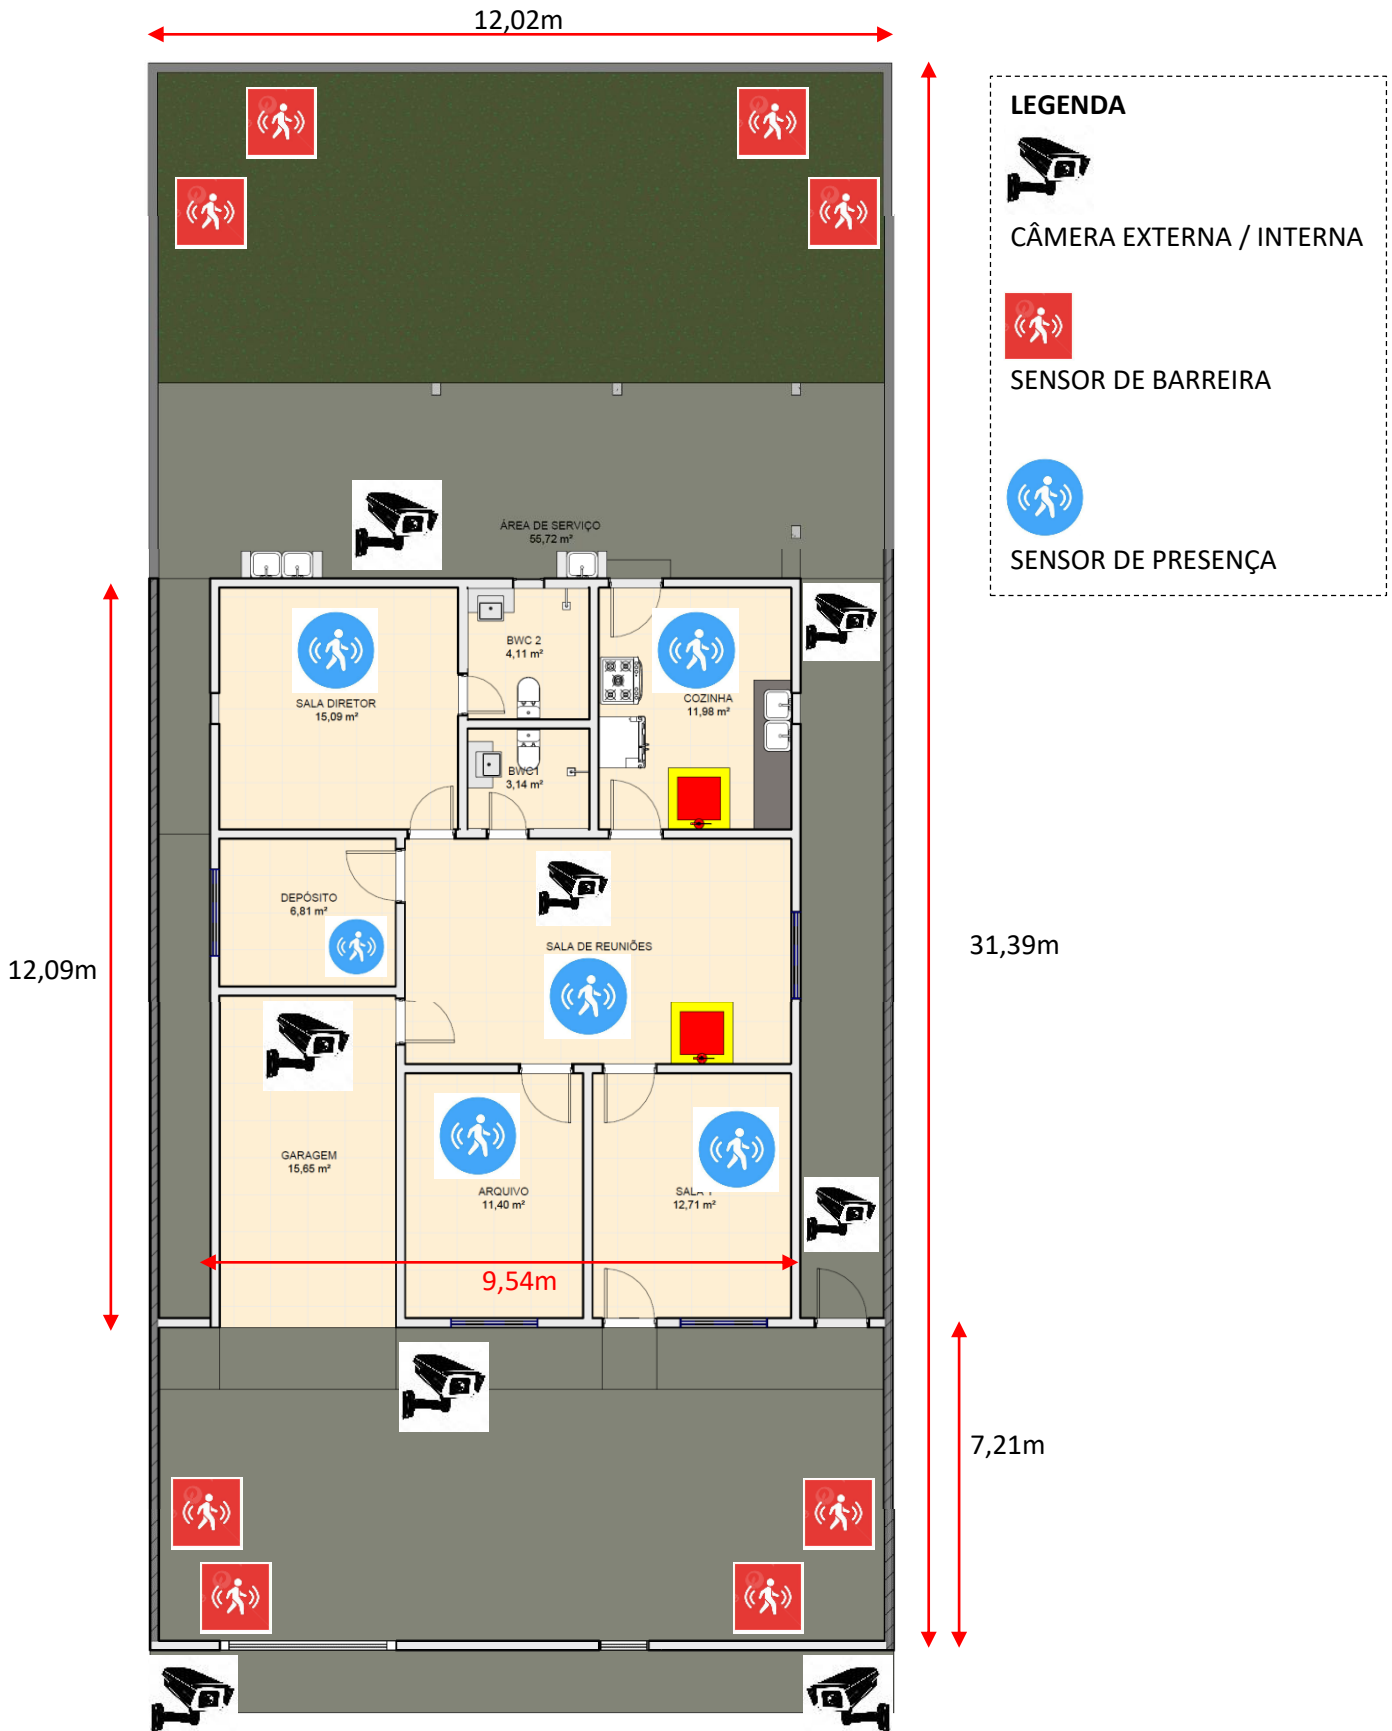 12,02m
LEGENDA
CÂMERA EXTERNA / INTERNA
SENSOR DE BARREIRA
SENSOR DE PRESENÇA
ÁREA DE SERVIÇO
55,72 m²
BWC 2
4,11 m²
SALA DIRETOR
15,09 m²
COZINHA
11,98 m²
BWC1
3,14 m²
DEPÓSITO
6,81 m²
SALA DE REUNIÕES
12,09m
31,39m
GARAGEM
15,65 m²
ARQUIVO
11,40 m²
SALA 1
12,71 m²
9,54m
7,21m